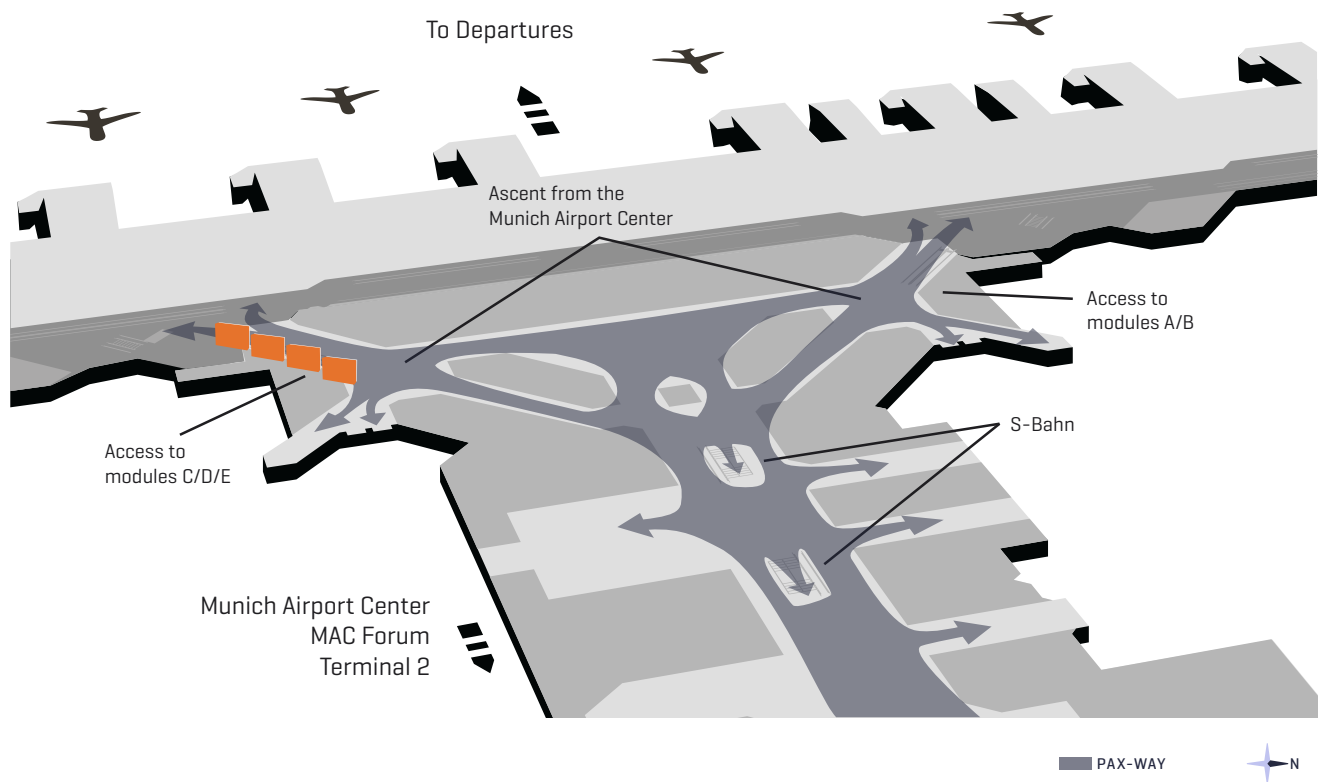 To Departures
Ascent from the
Munich Airport Center
Access to
modules A/B
Access to
modules C/D/E
S-Bahn
Munich Airport Center
MAC Forum
Terminal 2
PAX-WAY
N